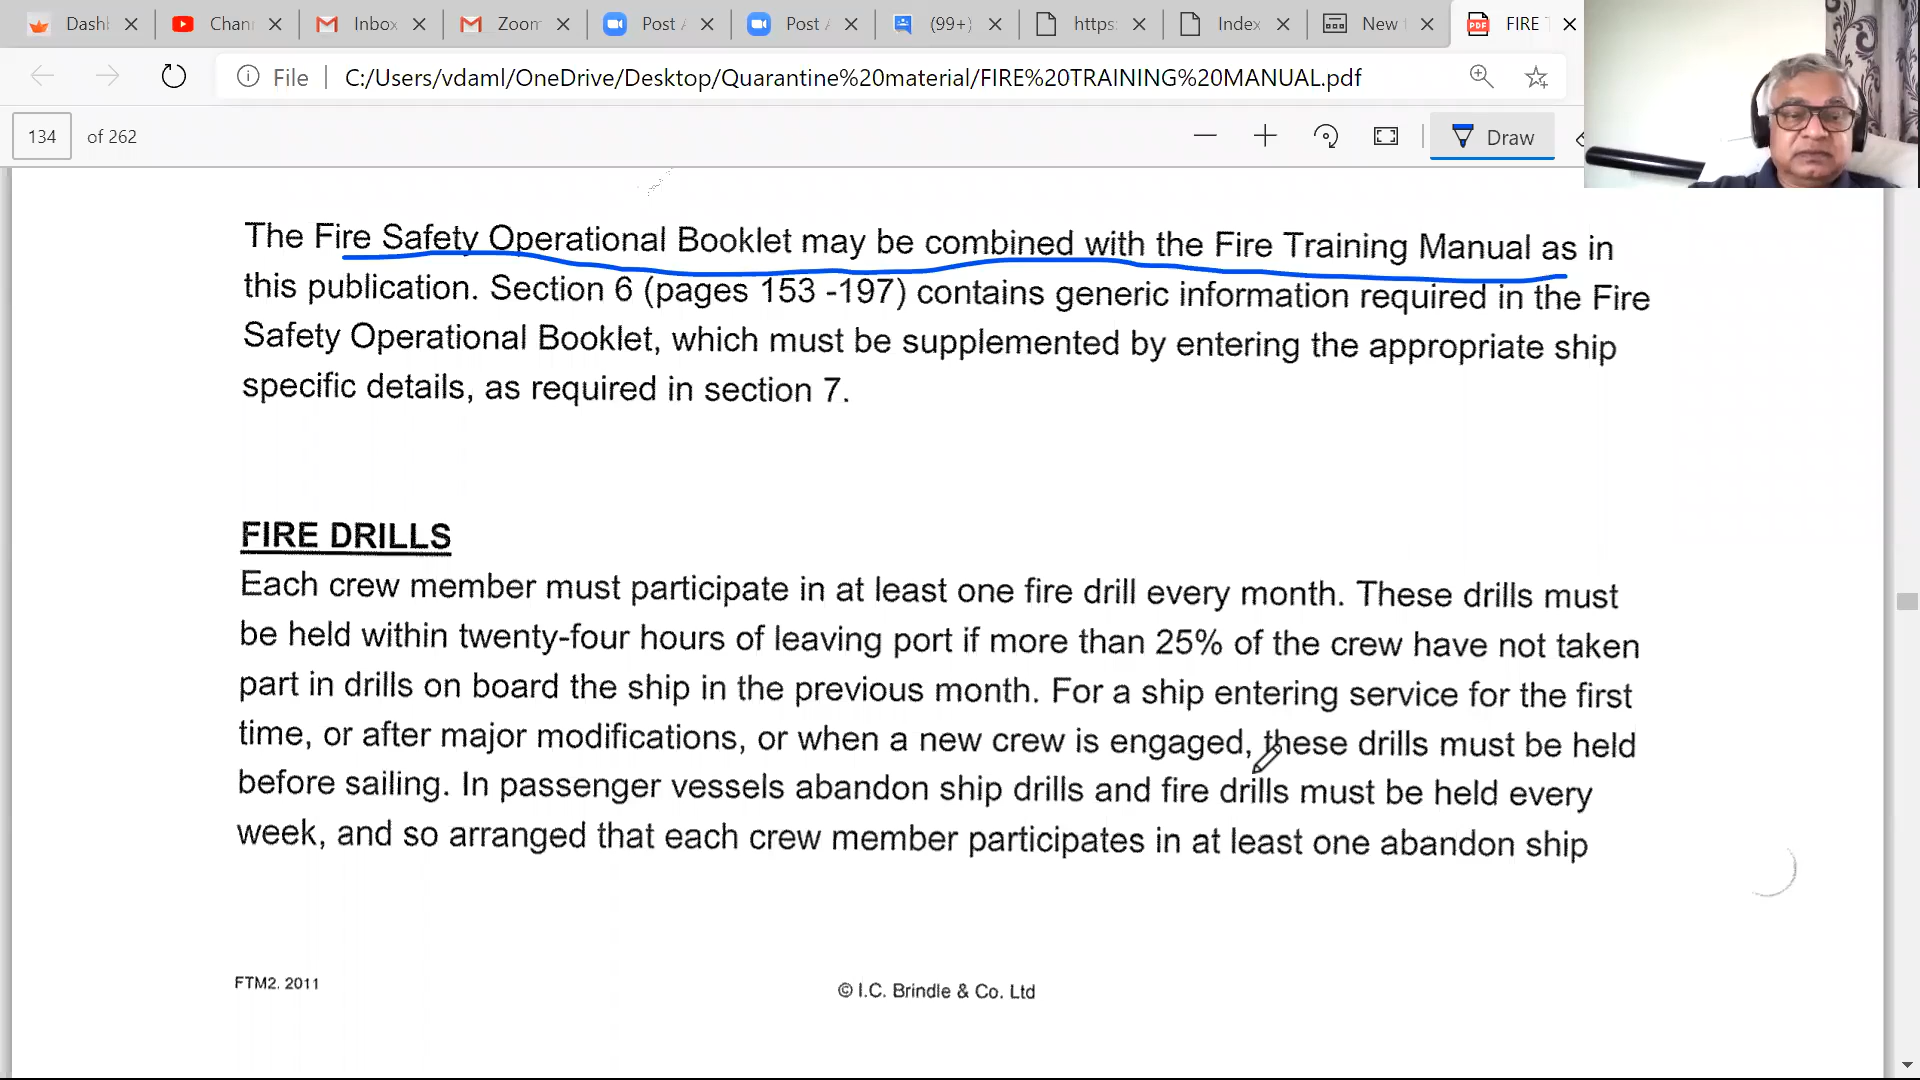 Dash
Chan
Inbox
Zoom
Post
Post
(99+)
https:
Index
New
FIRE
File
C:/Users/vdaml/OneDrive/Desktop/Quarantine%20material/FIRE%20TRAINING%20MANUAL.pdf
134 of 262
Draw
The Fire Safety Operational Booklet may be combined with the Fire Training Manual as in
this publication. Section 6 (pages 153 -197) contains generic information required in the Fire
Safety Operational Booklet, which must be supplemented by entering the appropriate ship
specific details, as required in section 7.
FIRE DRILLS
Each crew member must participate in at least one fire drill every month. These drills must
be held within twenty-four hours of leaving port if more than 25% of the crew have not taken
part in drills on board the ship in the previous month. For a ship entering service for the first
time, or after major modifications, or when a new crew is engaged, these drills must be held
before sailing. In passenger vessels abandon ship drills and fire drills must be held every
week, and so arranged that each crew member participates in at least one abandon ship
FTM2. 2011
© I.C. Brindle & Co. Ltd